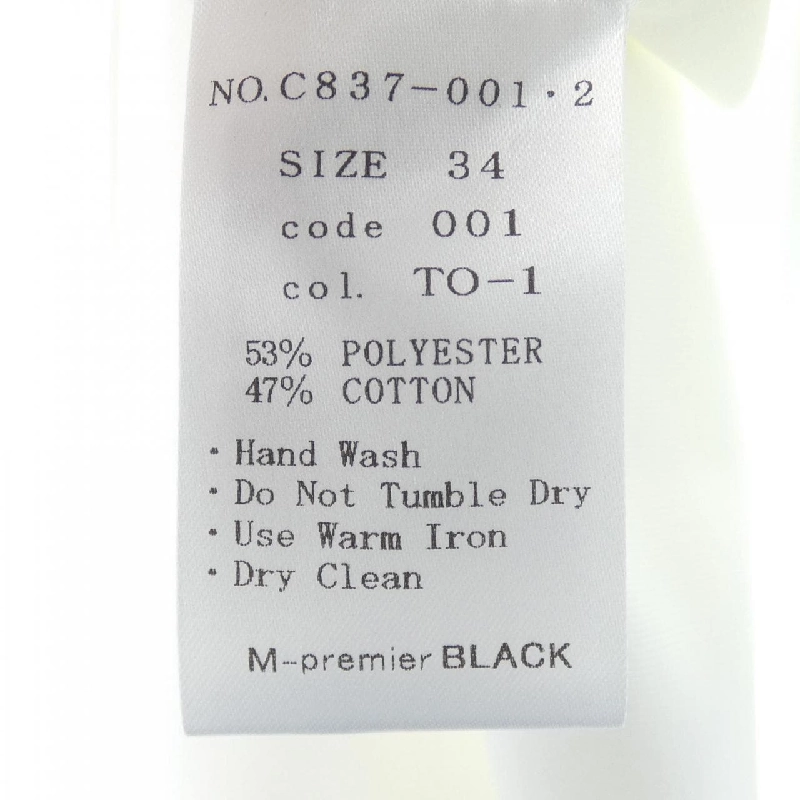 NO. C837-001・2
SIZE 34
code 001
col. TO-1
53% POLYESTER
47% COTTON
・Hand Wash
・Do Not Tumble Dry
・Use Warm Iron
・Dry Clean
M-premier BLACK